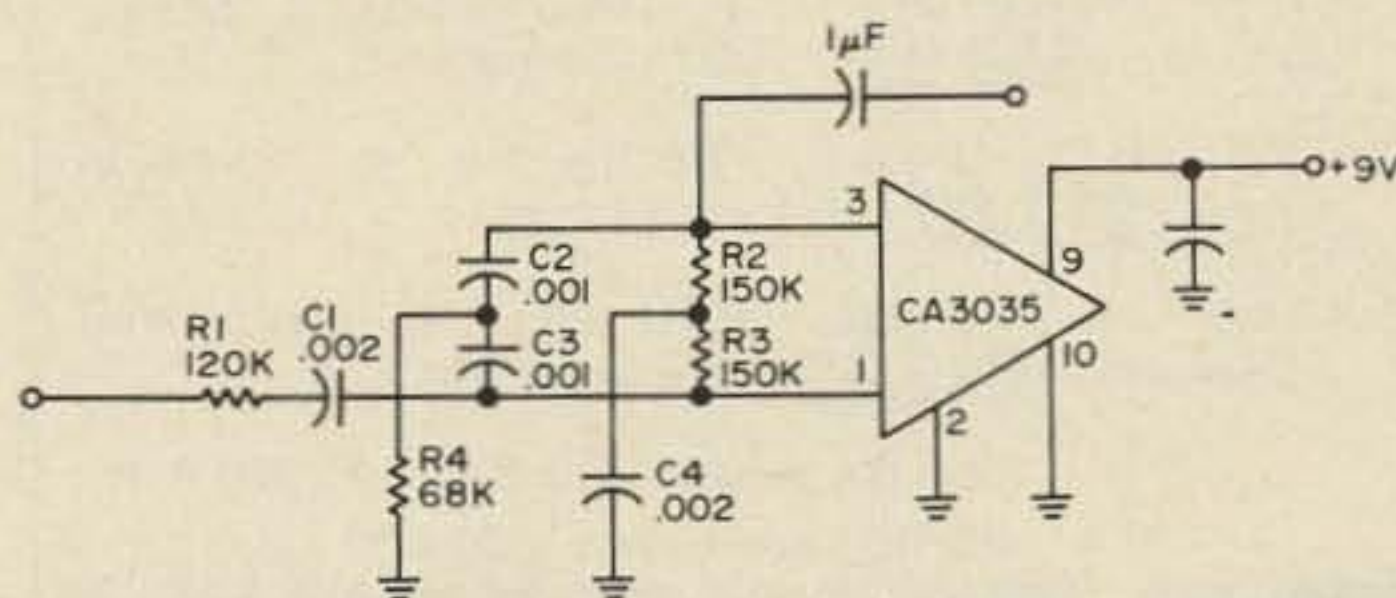 1µF
+9V
3
C2
.001
R2
150K
9
CA3035
R1
120K
C1
.002
C3
.001
R3
150K
1
10
2
R4
68K
C4
.002